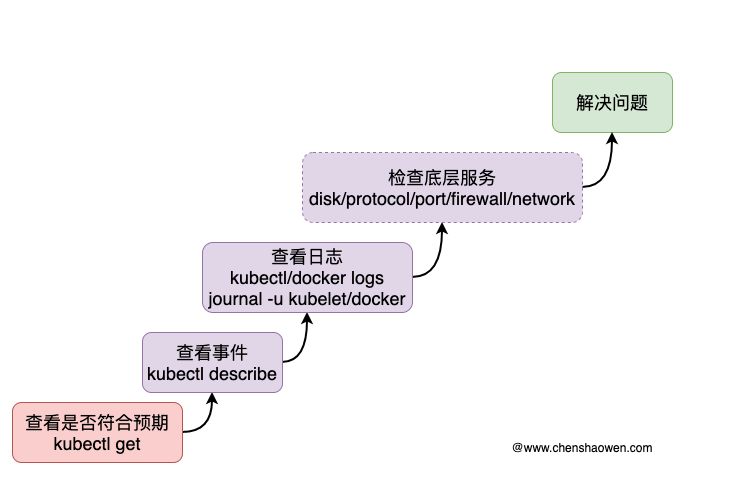 解决问题
检查底层服务
disk/protocol/port/firewall/network
查看日志
kubectl/docker logs
journal -u kubelet/docker
查看事件
kubectl describe
查看是否符合预期
kubectl get
@www.chenshaowen.com